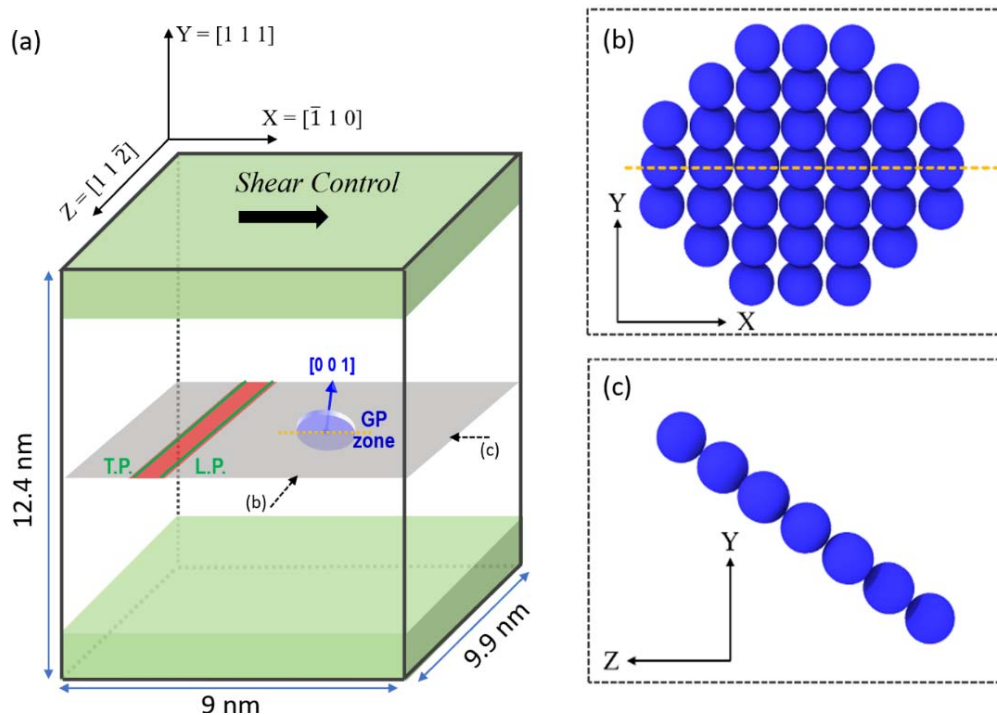 (a)
Y = [1 1 1]
X = [1̅ 1 0]
Z = [1 1 2̅]
Shear Control
[0 0 1]
GP
zone
T.P.
L.P.
(c)
(b)
12.4 nm
9.9 nm
9 nm
(b)
Y
X
(c)
Y
Z